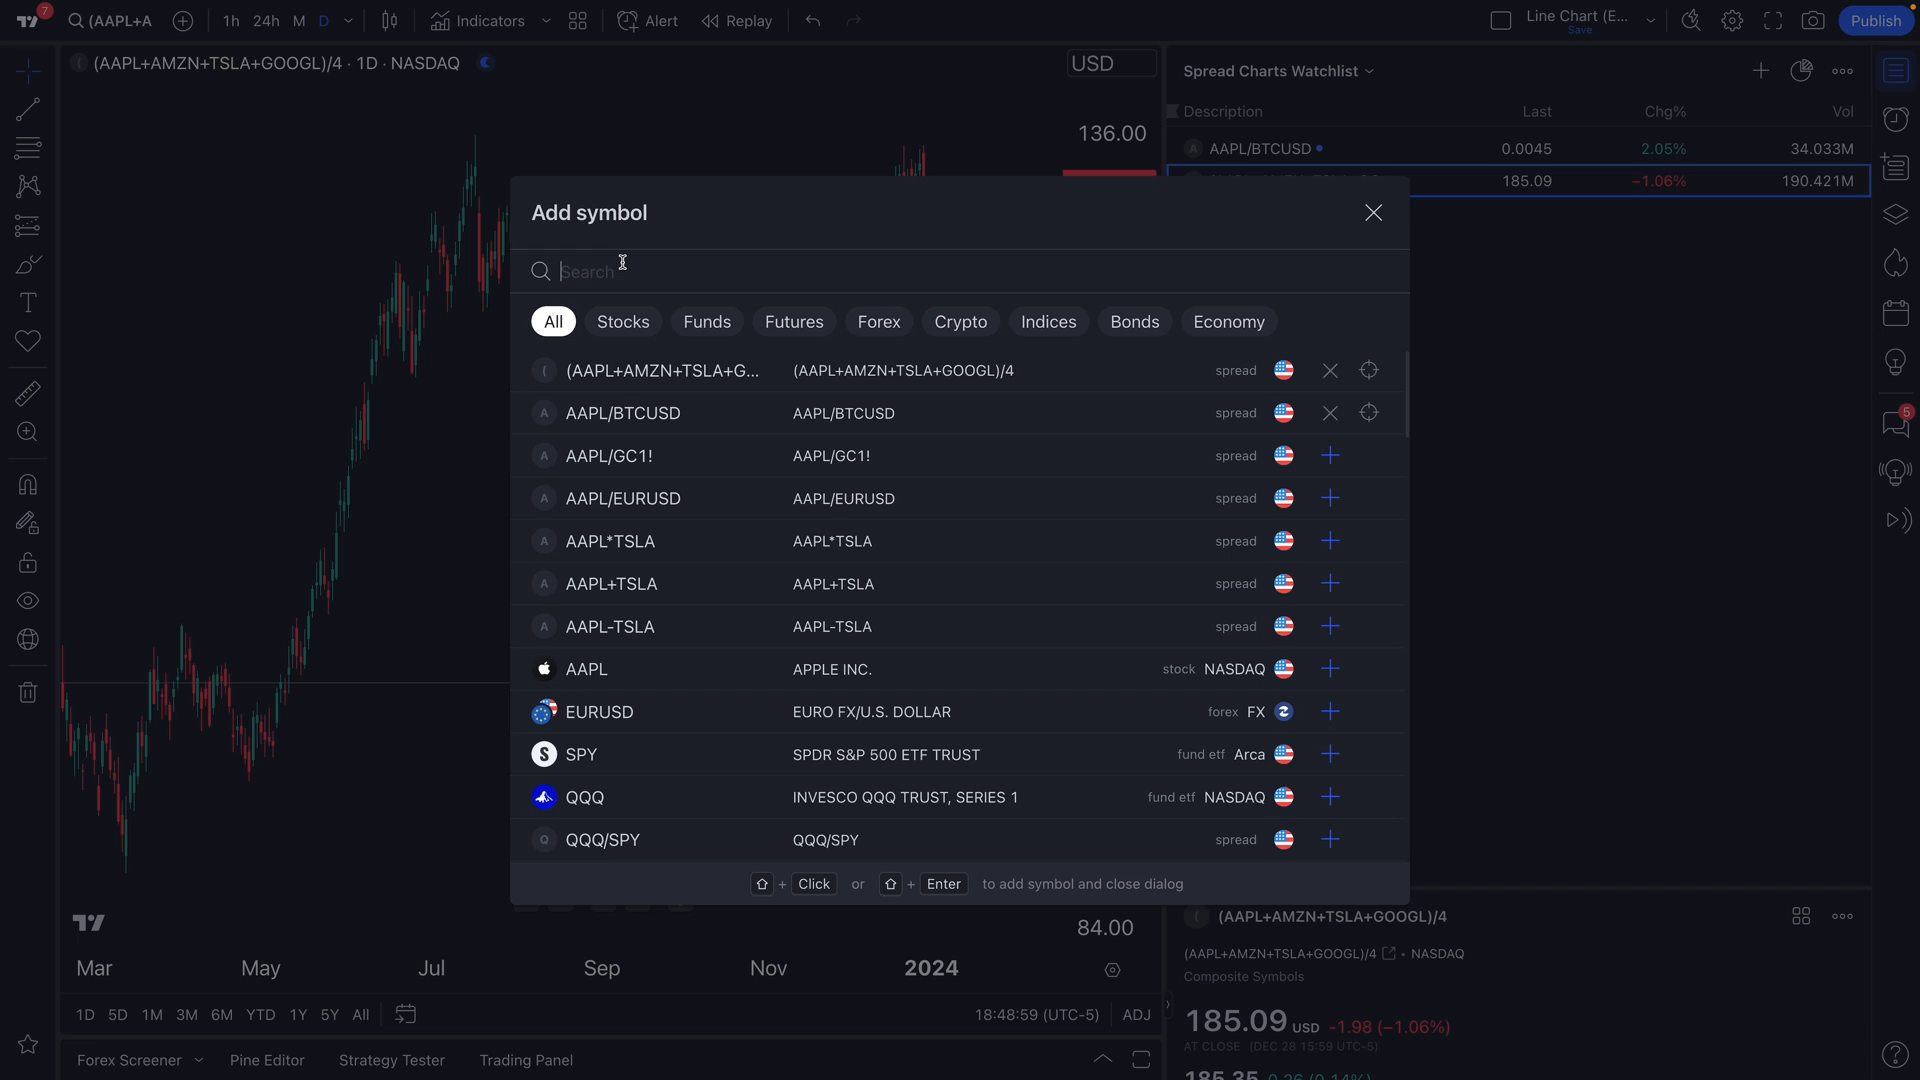 7
(AAPL+A
1h 24h M D
Indicators
Alert
Replay
Line Chart (E...
Save
Publish
(AAPL+AMZN+TSLA+GOOGL)/4 · 1D · NASDAQ
USD
136.00
Spread Charts Watchlist
Description Last Chg% Vol
A AAPL/BTCUSD 0.0045 2.05% 34.033M
185.09 −1.06% 190.421M
Add symbol
Search
All Stocks Funds Futures Forex Crypto Indices Bonds Economy
( (AAPL+AMZN+TSLA+G... (AAPL+AMZN+TSLA+GOOGL)/4 spread
A AAPL/BTCUSD AAPL/BTCUSD spread
A AAPL/GC1! AAPL/GC1! spread
A AAPL/EURUSD AAPL/EURUSD spread
A AAPL*TSLA AAPL*TSLA spread
A AAPL+TSLA AAPL+TSLA spread
A AAPL-TSLA AAPL-TSLA spread
AAPL APPLE INC. stock NASDAQ
EURUSD EURO FX/U.S. DOLLAR forex FX
S SPY SPDR S&P 500 ETF TRUST fund etf Arca
QQQ INVESCO QQQ TRUST, SERIES 1 fund etf NASDAQ
Q QQQ/SPY QQQ/SPY spread
+ Click or + Enter to add symbol and close dialog
5
84.00
Mar May Jul Sep Nov 2024
1D 5D 1M 3M 6M YTD 1Y 5Y All
18:48:59 (UTC-5) ADJ
Forex Screener Pine Editor Strategy Tester Trading Panel
( (AAPL+AMZN+TSLA+GOOGL)/4
(AAPL+AMZN+TSLA+GOOGL)/4 • NASDAQ
Composite Symbols
185.09 USD −1.98 (−1.06%)
AT CLOSE (DEC 28 15:59 UTC-5)
185.35 0.26 (0.14%)